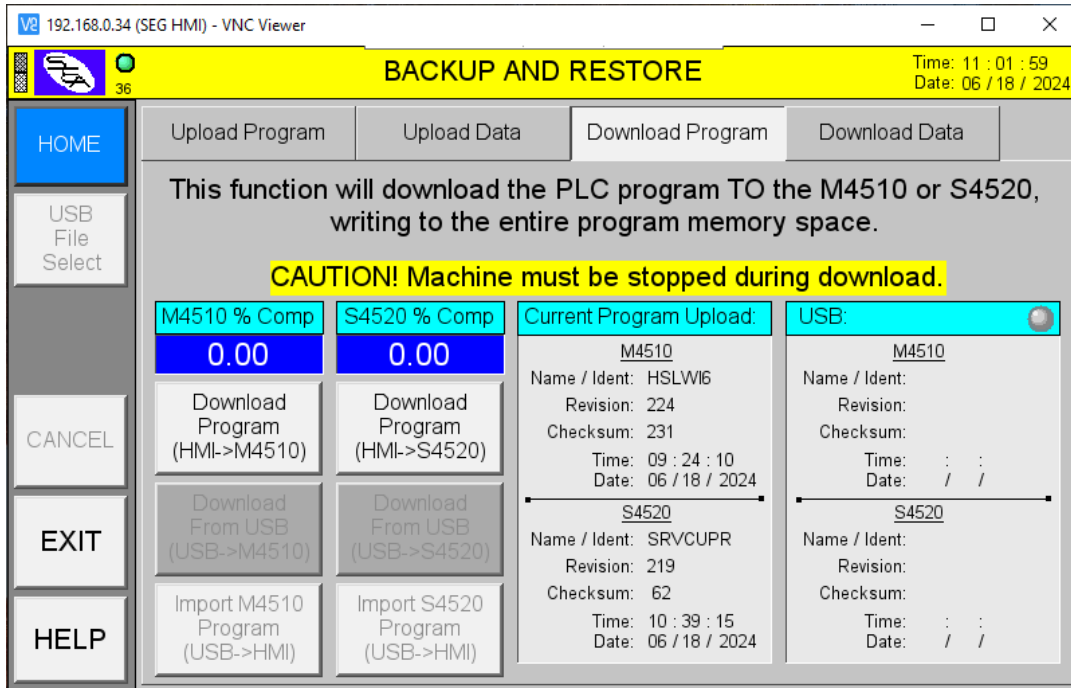 192.168.0.34 (SEG HMI) - VNC Viewer
36
BACKUP AND RESTORE
Time: 11 : 01 : 59
Date: 06 / 18 / 2024
HOME
USB
File
Select
CANCEL
EXIT
HELP
Upload Program
Upload Data
Download Program
Download Data
This function will download the PLC program TO the M4510 or S4520,
writing to the entire program memory space.
CAUTION! Machine must be stopped during download.
M4510 % Comp
0.00
Download
Program
(HMI->M4510)
Download
From USB
(USB->M4510)
Import M4510
Program
(USB->HMI)
S4520 % Comp
0.00
Download
Program
(HMI->S4520)
Download
From USB
(USB->S4520)
Import S4520
Program
(USB->HMI)
Current Program Upload:
M4510
Name / Ident: HSLWI6
Revision: 224
Checksum: 231
Time: 09 : 24 : 10
Date: 06 / 18 / 2024
S4520
Name / Ident: SRVCUPR
Revision: 219
Checksum: 62
Time: 10 : 39 : 15
Date: 06 / 18 / 2024
USB:
M4510
Name / Ident:
Revision:
Checksum:
Time: : :
Date: / /
S4520
Name / Ident:
Revision:
Checksum:
Time: : :
Date: / /